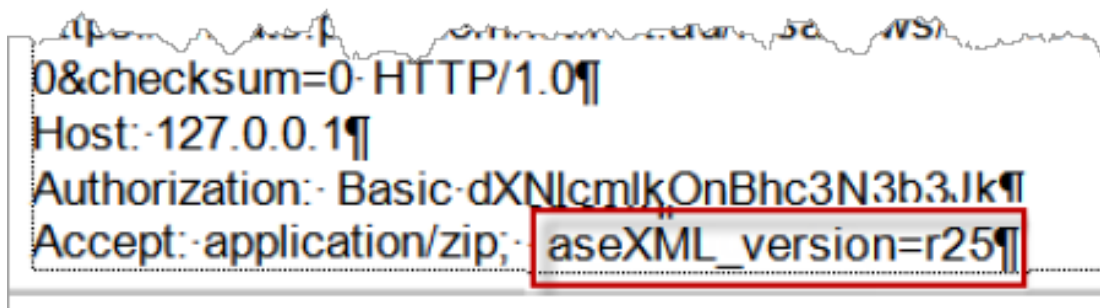 0&checksum=0 HTTP/1.0¶
Host: 127.0.0.1¶
Authorization: Basic dXNlcmlkOnBhc3N3b3Jk¶
Accept: application/zip; aseXML_version=r25¶